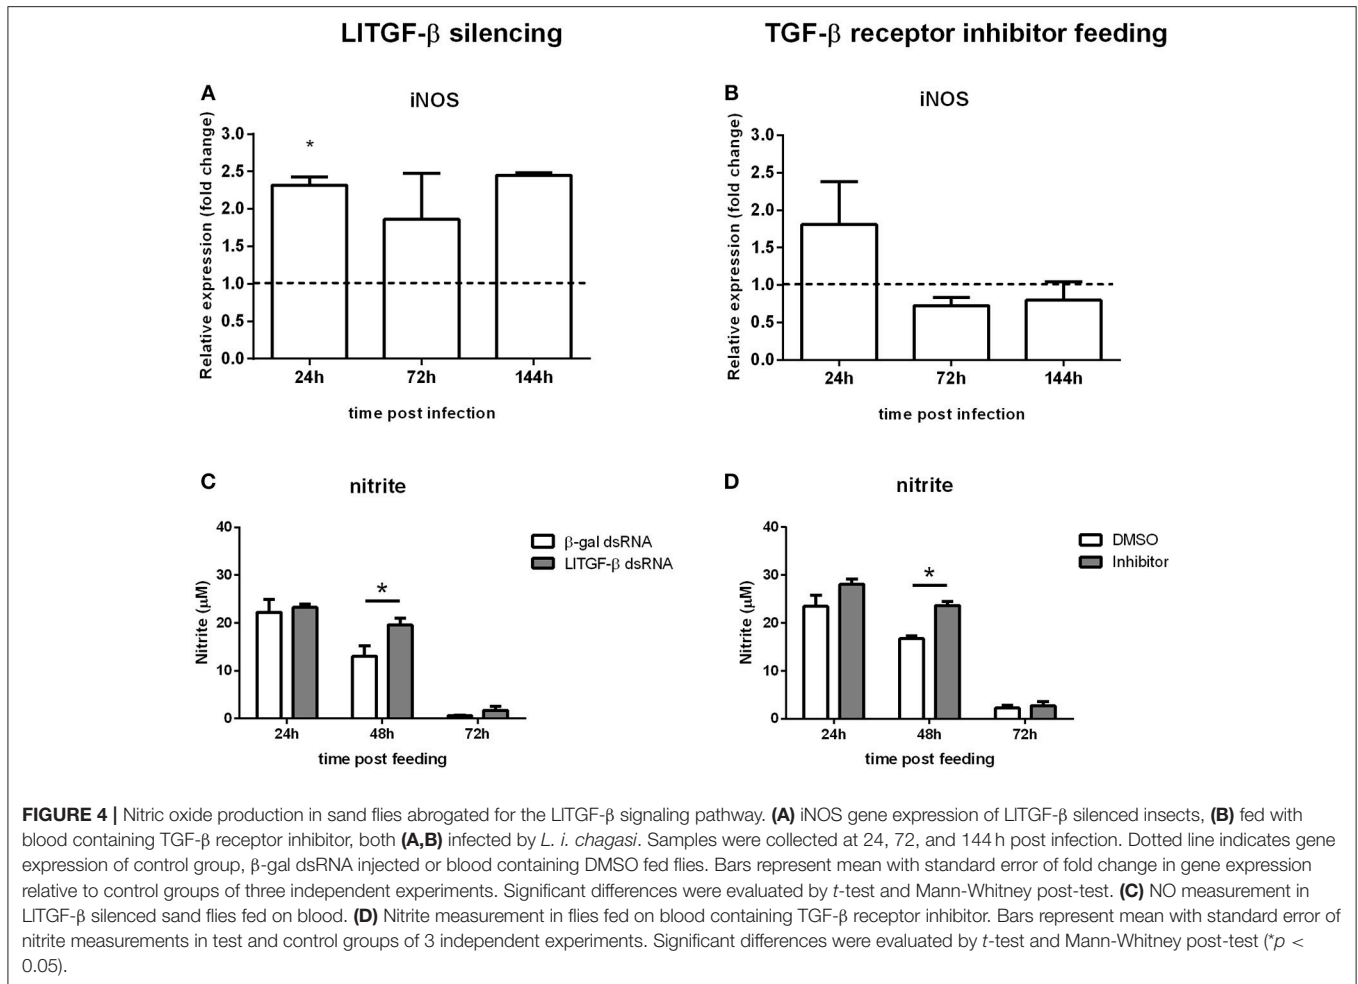 LITGF-β silencing
TGF-β receptor inhibitor feeding
A
iNOS
Relative expression (fold change)
3.0
2.5
2.0
1.5
1.0
0.5
0.0
*
24h
72h
144h
time post infection
B
iNOS
Relative expression (fold change)
3.0
2.5
2.0
1.5
1.0
0.5
0.0
24h
72h
144h
time post infection
C
nitrite
Nitrite (μM)
40
30
20
10
0
*
24h
48h
72h
time post feeding
β-gal dsRNA
LITGF-β dsRNA
D
nitrite
Nitrite (μM)
40
30
20
10
0
*
24h
48h
72h
time post feeding
DMSO
Inhibitor
FIGURE 4 | Nitric oxide production in sand flies abrogated for the LITGF-β signaling pathway. (A) iNOS gene expression of LITGF-β silenced insects, (B) fed with
blood containing TGF-β receptor inhibitor, both (A,B) infected by L. i. chagasi. Samples were collected at 24, 72, and 144 h post infection. Dotted line indicates gene
expression of control group, β-gal dsRNA injected or blood containing DMSO fed flies. Bars represent mean with standard error of fold change in gene expression
relative to control groups of three independent experiments. Significant differences were evaluated by t-test and Mann-Whitney post-test. (C) NO measurement in
LITGF-β silenced sand flies fed on blood. (D) Nitrite measurement in flies fed on blood containing TGF-β receptor inhibitor. Bars represent mean with standard error of
nitrite measurements in test and control groups of 3 independent experiments. Significant differences were evaluated by t-test and Mann-Whitney post-test (*p <
0.05).